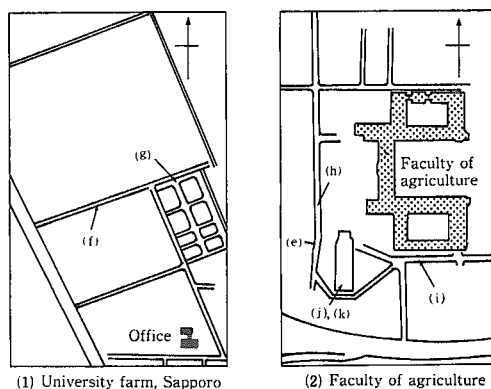 (g)
(f)
Office
(1) University farm, Sapporo
(h)
Faculty of
agriculture
(e)
(j), (k)
(i)
(2) Faculty of agriculture